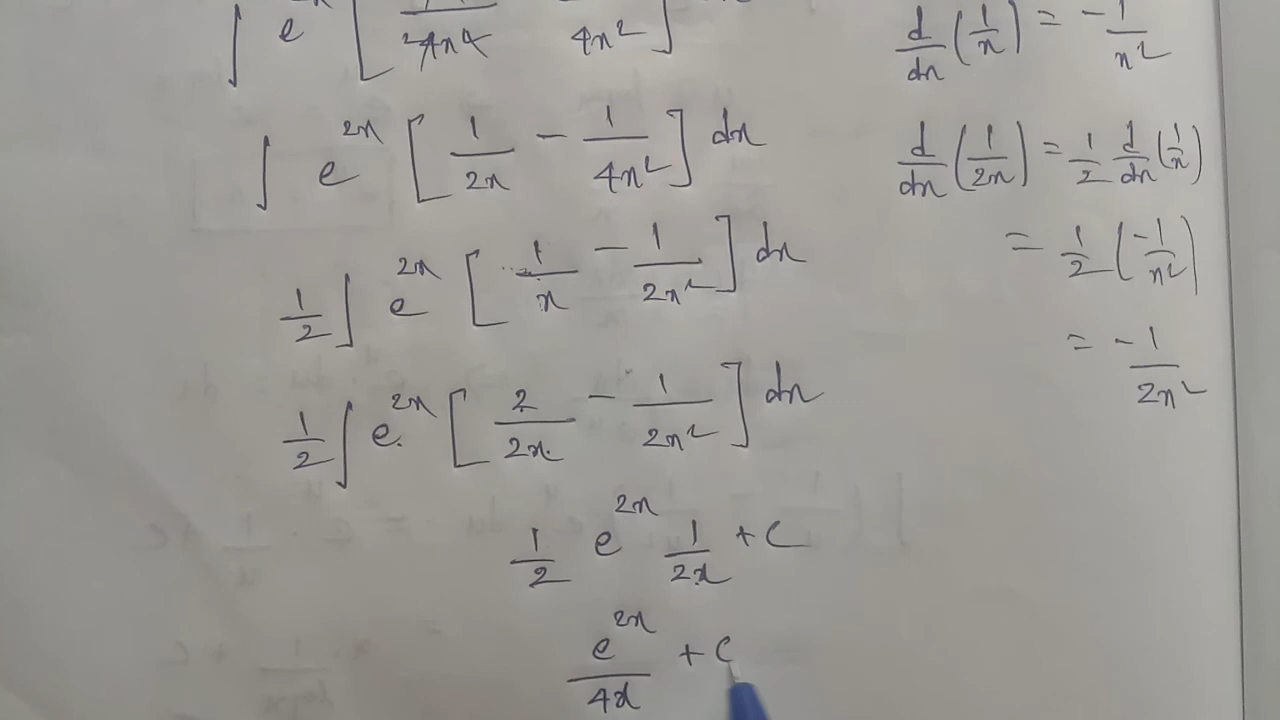 ∫ e [ 24x4 4x² ]
∫ e^2x [ 1/2x - 1/4x² ] dx
1/2 ∫ e^2x [ 1/x - 1/2x² ] dx
1/2 ∫ e^2x [ 2/2x - 1/2x² ] dx
1/2 e^2x 1/2x + C
e^2x/4x + C
d/dx (1/x) = -1/x²
d/dx (1/2x) = 1/2 d/dx (1/x)
= 1/2 (-1/x²)
= -1/2x²